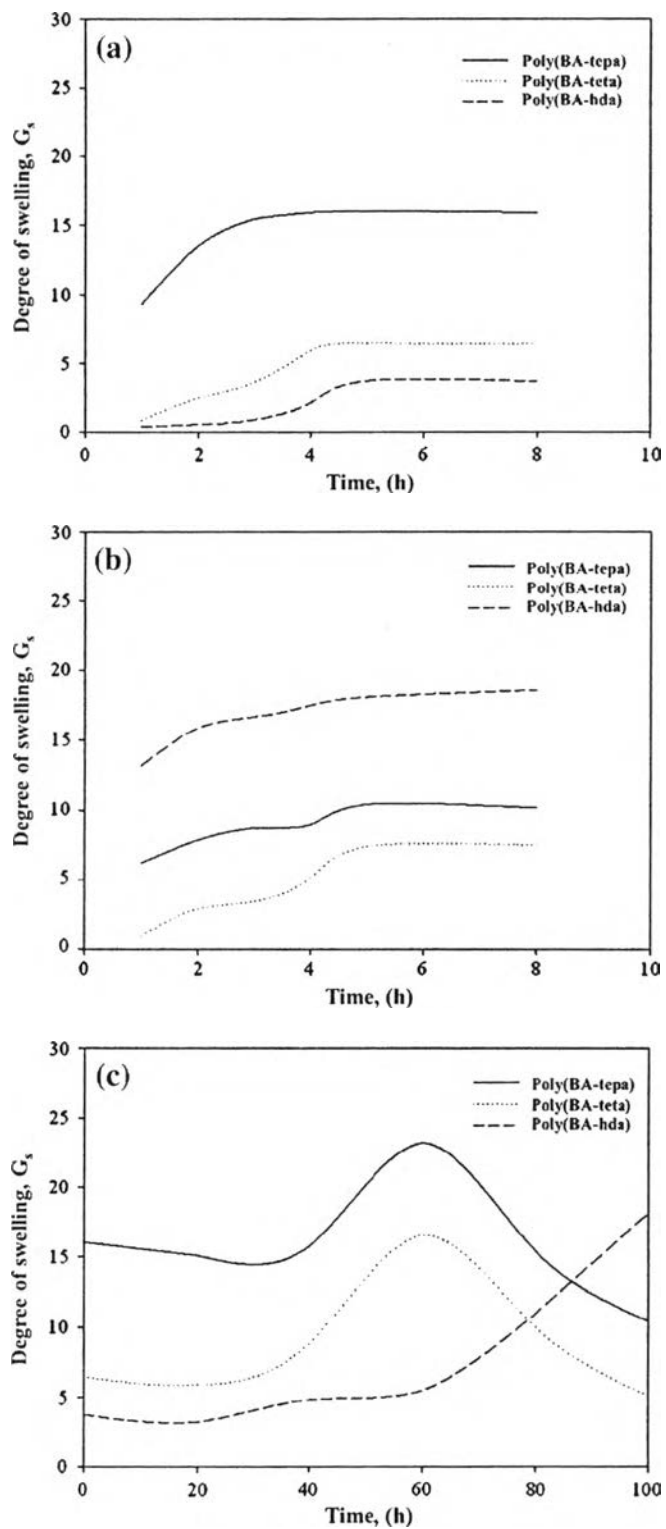 (a)
Degree of swelling, Gs
30
25
20
15
10
5
0
Poly(BA-tepa)
Poly(BA-teta)
Poly(BA-hda)
0 2 4 6 8 10
Time, (h)
(b)
Degree of swelling, Gs
30
25
20
15
10
5
0
Poly(BA-tepa)
Poly(BA-teta)
Poly(BA-hda)
0 2 4 6 8 10
Time, (h)
(c)
Degree of swelling, Gs
30
25
20
15
10
5
0
Poly(BA-tepa)
Poly(BA-teta)
Poly(BA-hda)
0 20 40 60 80 100
Time, (h)